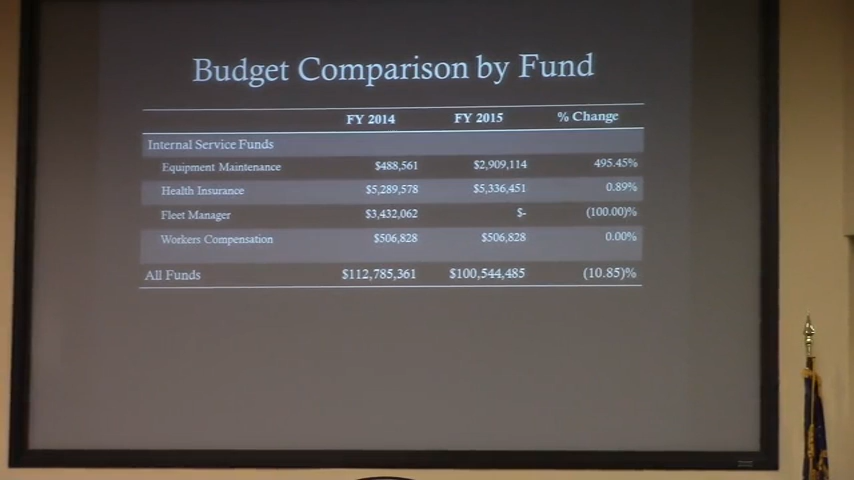 Budget Comparison by Fund
FY 2014 FY 2015 % Change
Internal Service Funds
Equipment Maintenance $488,561 $2,909,114 495.45%
Health Insurance $5,289,578 $5,336,451 0.89%
Fleet Manager $3,432,062 $- (100.00)%
Workers Compensation $506,828 $506,828 0.00%
All Funds $112,785,361 $100,544,485 (10.85)%